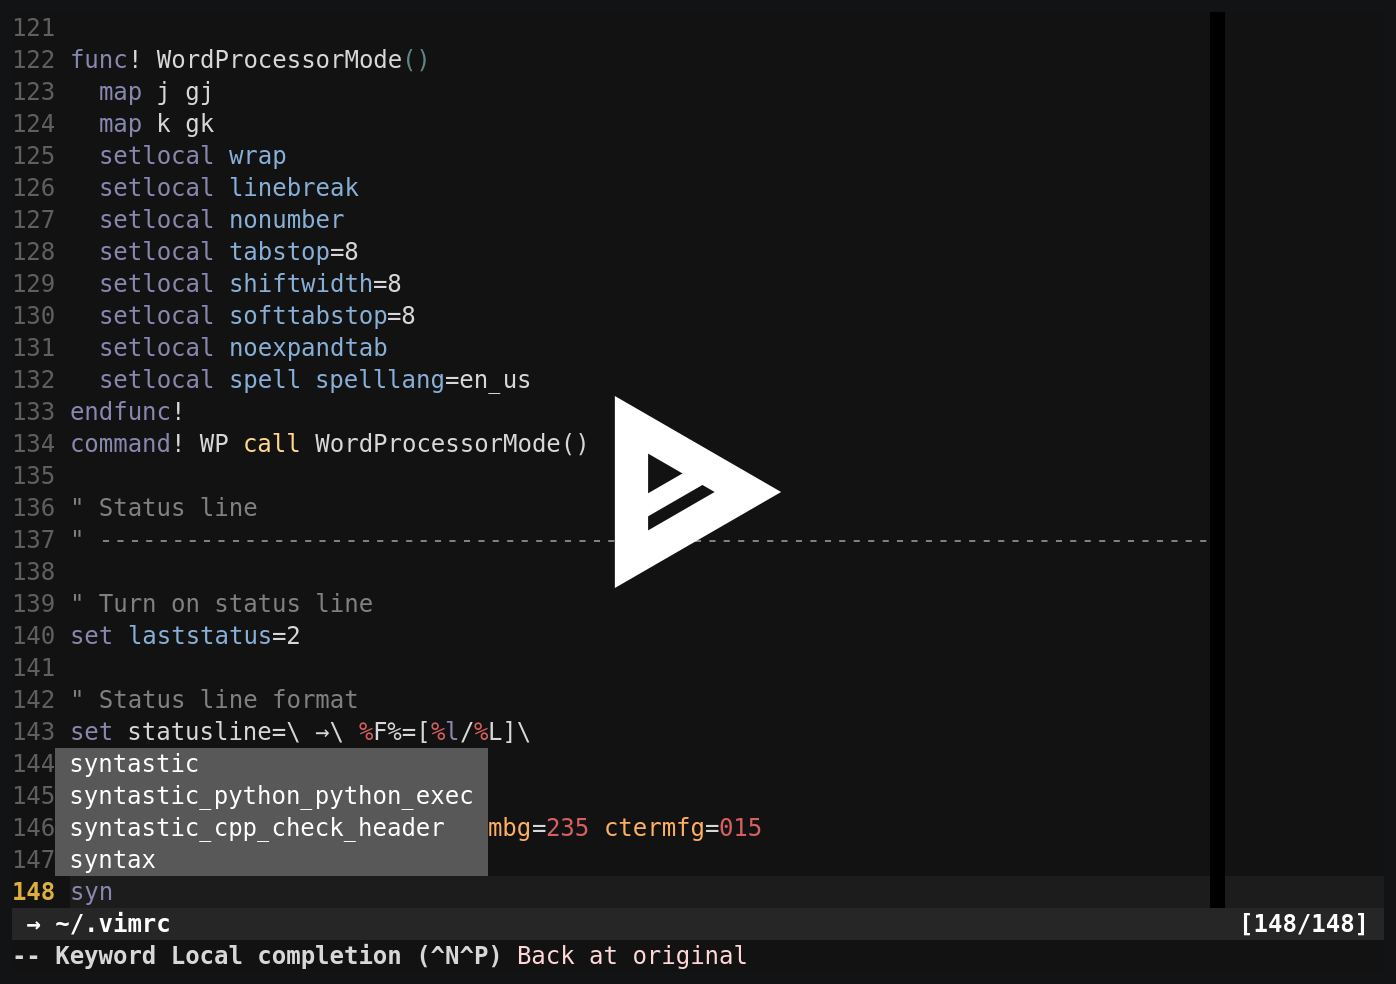 121
122 func! WordProcessorMode()
123   map j gj
124   map k gk
125   setlocal wrap
126   setlocal linebreak
127   setlocal nonumber
128   setlocal tabstop=8
129   setlocal shiftwidth=8
130   setlocal softtabstop=8
131   setlocal noexpandtab
132   setlocal spell spelllang=en_us
133 endfunc!
134 command! WP call WordProcessorMode()
135
136 " Status line
137 " -----------------------------------------------------------------------------
138
139 " Turn on status line
140 set laststatus=2
141
142 " Status line format
143 set statusline=\ →\ %F%=[%l/%L]\
144 syntastic
145 syntastic_python_python_exec
146 syntastic_cpp_check_header   mbg=235 ctermfg=015
147 syntax
148 syn
→ ~/.vimrc [148/148]
-- Keyword Local completion (^N^P) Back at original